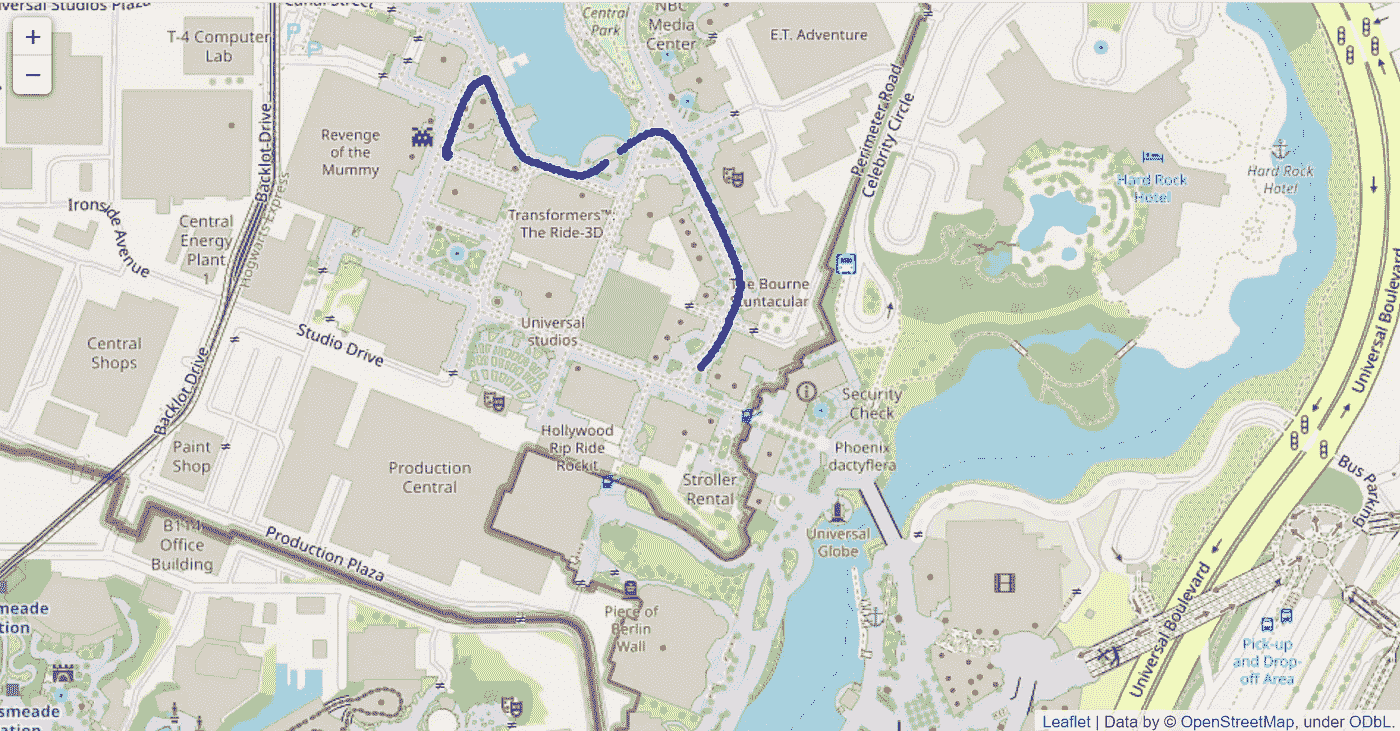 Universal Studios Plaza
Canal Street
+
−
T-4 Computer
Lab
P
P
Central
Park
NBC
Media
Center
E.T. Adventure
Revenge
of the
Mummy
Backlot-Drive
Hogwarts Express
Perimeter Road
Celebrity Circle
Hard Rock
Hotel
Hard Rock
Hotel
Ironside Avenue
Central
Energy
Plant
1
Transformers™:
The Ride-3D
The Bourne
Stuntacular
Universal
studios
Studio Drive
Central
Shops
Backlot Drive
Universal Boulevard
Security
Check
Hollywood
Rip Ride
Rockit
Phoenix
dactyflera
Paint
Shop
Production
Central
Stroller
Rental
Bus Parking
Universal
Globe
B114
Office
Building
Production Plaza
Piece of
Berlin
Wall
Universal Boulevard
meade
tion
Pick-up
and Drop-
off Area
smeade
tation
Leaflet | Data by © OpenStreetMap, under ODbL.